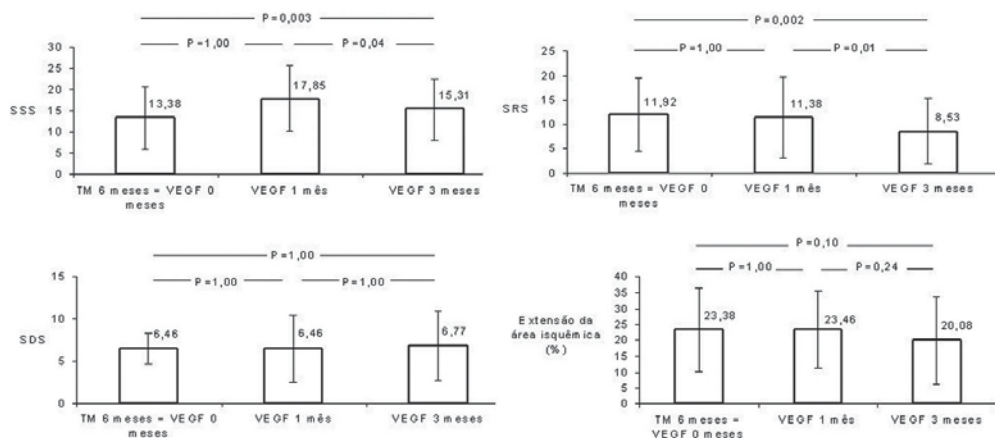 P=0,003
P=1,00
P=0,04
30
25
20
15
10
5
0
SSS
13,38
17,85
15,31
TM 6 meses = VEGF 0
meses
VEGF 1 mês
VEGF 3 meses
P=0,002
P=1,00
P=0,01
25
20
15
10
5
0
SRS
11,92
11,38
8,53
TM 6 meses = VEGF 0
meses
VEGF 1 mês
VEGF 3 meses
P=1,00
P=1,00
P=1,00
15
10
5
0
SDS
6,46
6,46
6,77
TM 6 meses = VEGF 0
meses
VEGF 1 mês
VEGF 3 meses
P=0,10
P=1,00
P=0,24
40
35
30
25
20
15
10
5
0
Extensão da
área isquêmica
(%)
23,38
23,46
20,08
TM 6 meses =
VEGF 0 meses
VEGF 1 mês
VEGF 3 meses